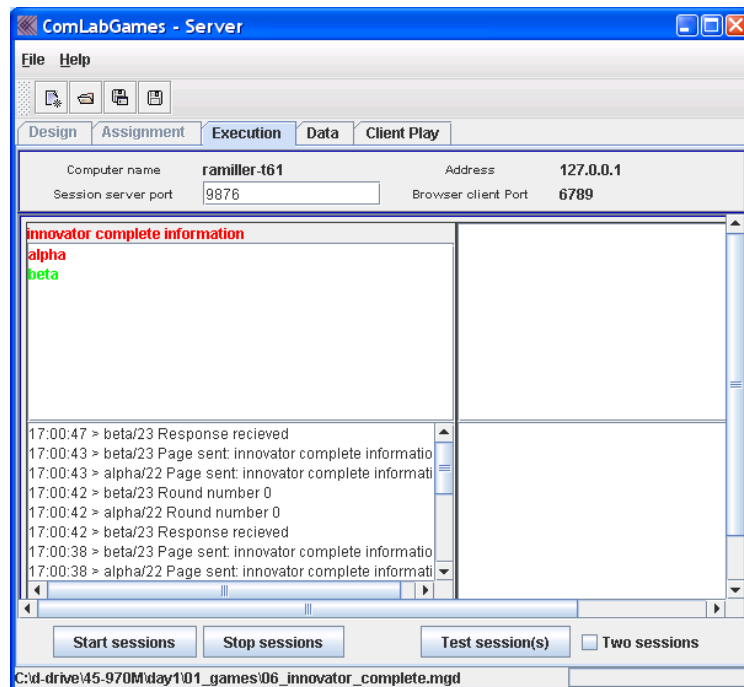 ComLabGames - Server
File Help
Design Assignment Execution Data Client Play
Computer name ramiller-t61 Address 127.0.0.1
Session server port 9876 Browser client Port 6789
innovator complete information
alpha
beta
17:00:47 > beta/23 Response recieved
17:00:43 > beta/23 Page sent: innovator complete informatio
17:00:43 > alpha/22 Page sent: innovator complete informati
17:00:42 > beta/23 Round number 0
17:00:42 > alpha/22 Round number 0
17:00:42 > beta/23 Response recieved
17:00:38 > beta/23 Page sent: innovator complete informatio
17:00:38 > alpha/22 Page sent: innovator complete informati
Start sessions Stop sessions Test session(s) Two sessions
C:\d-drive\45-970M\day1\01_games\06_innovator_complete.mgd